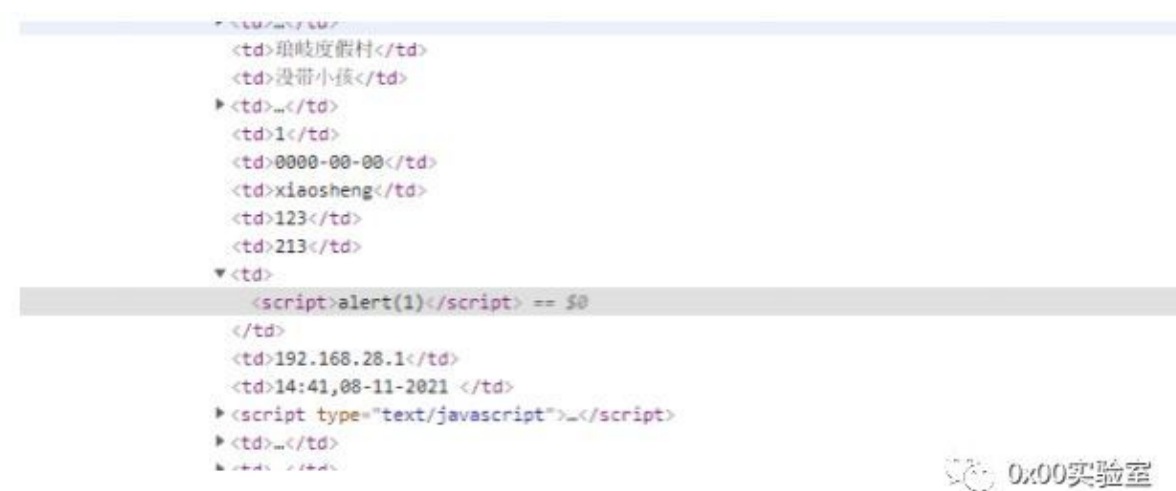 <td>琅岐度假村</td>
<td>没带小孩</td>
▶<td>…</td>
<td>1</td>
<td>0000-00-00</td>
<td>xiaosheng</td>
<td>123</td>
<td>213</td>
▼<td>
<script>alert(1)</script> == $0
</td>
<td>192.168.28.1</td>
<td>14:41,08-11-2021 </td>
▶<script type="text/javascript">…</script>
▶<td>…</td>
0x00实验室